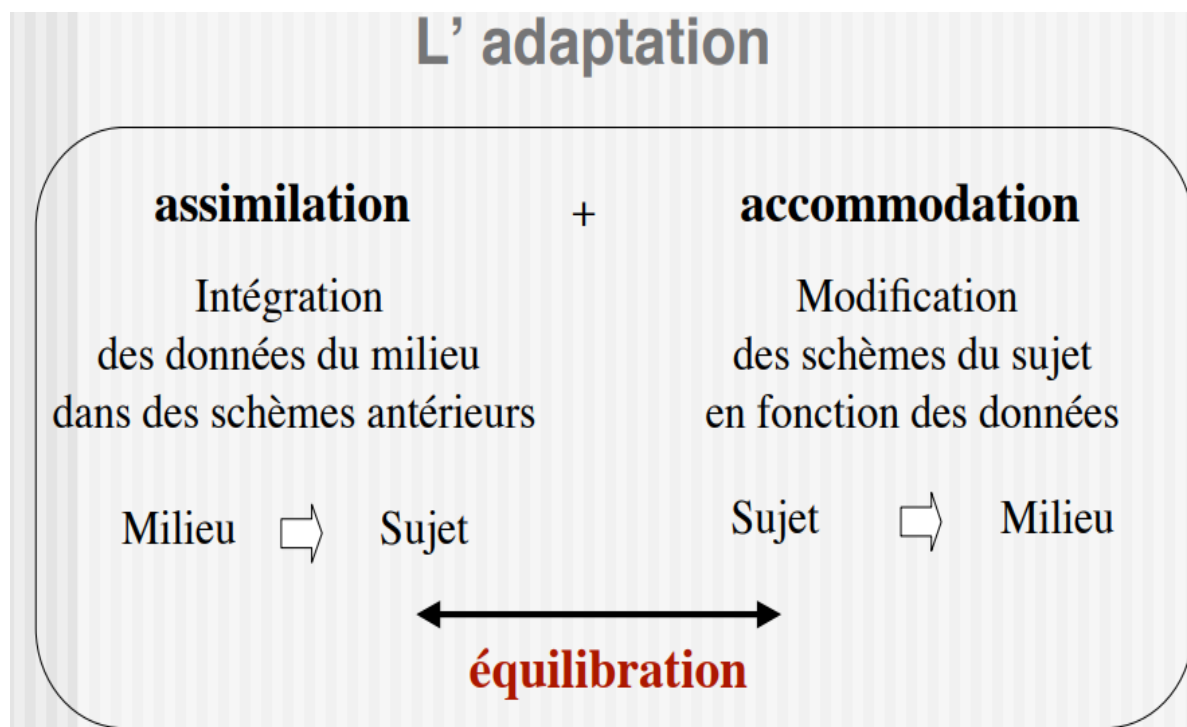 L' adaptation
assimilation + accommodation
Intégration
des données du milieu
dans des schèmes antérieurs
Modification
des schèmes du sujet
en fonction des données
Milieu Sujet
Sujet Milieu
équilibration